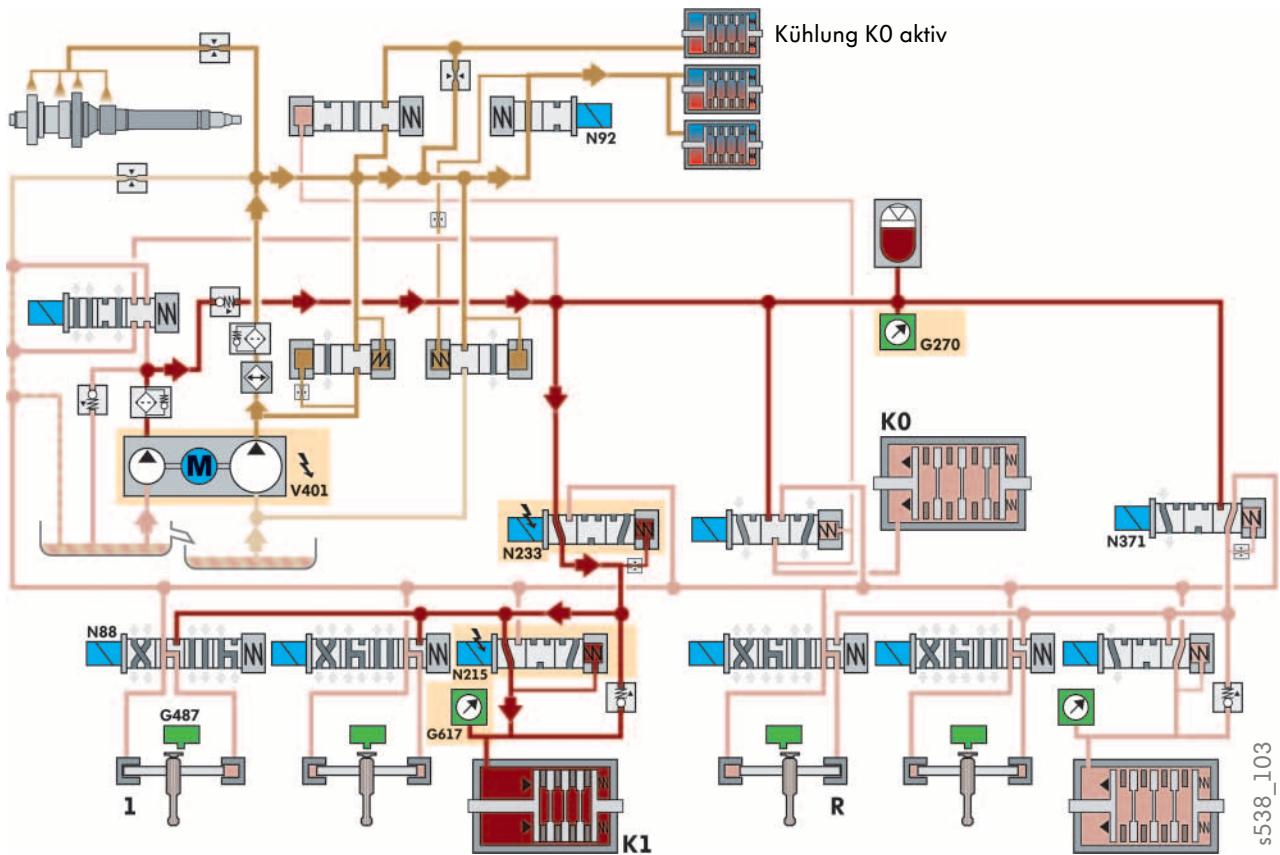 Kühlung K0 aktiv
N92
G270
K0
M
V401
N233
N371
N88
N215
G487
G617
1
R
K1
s538_103